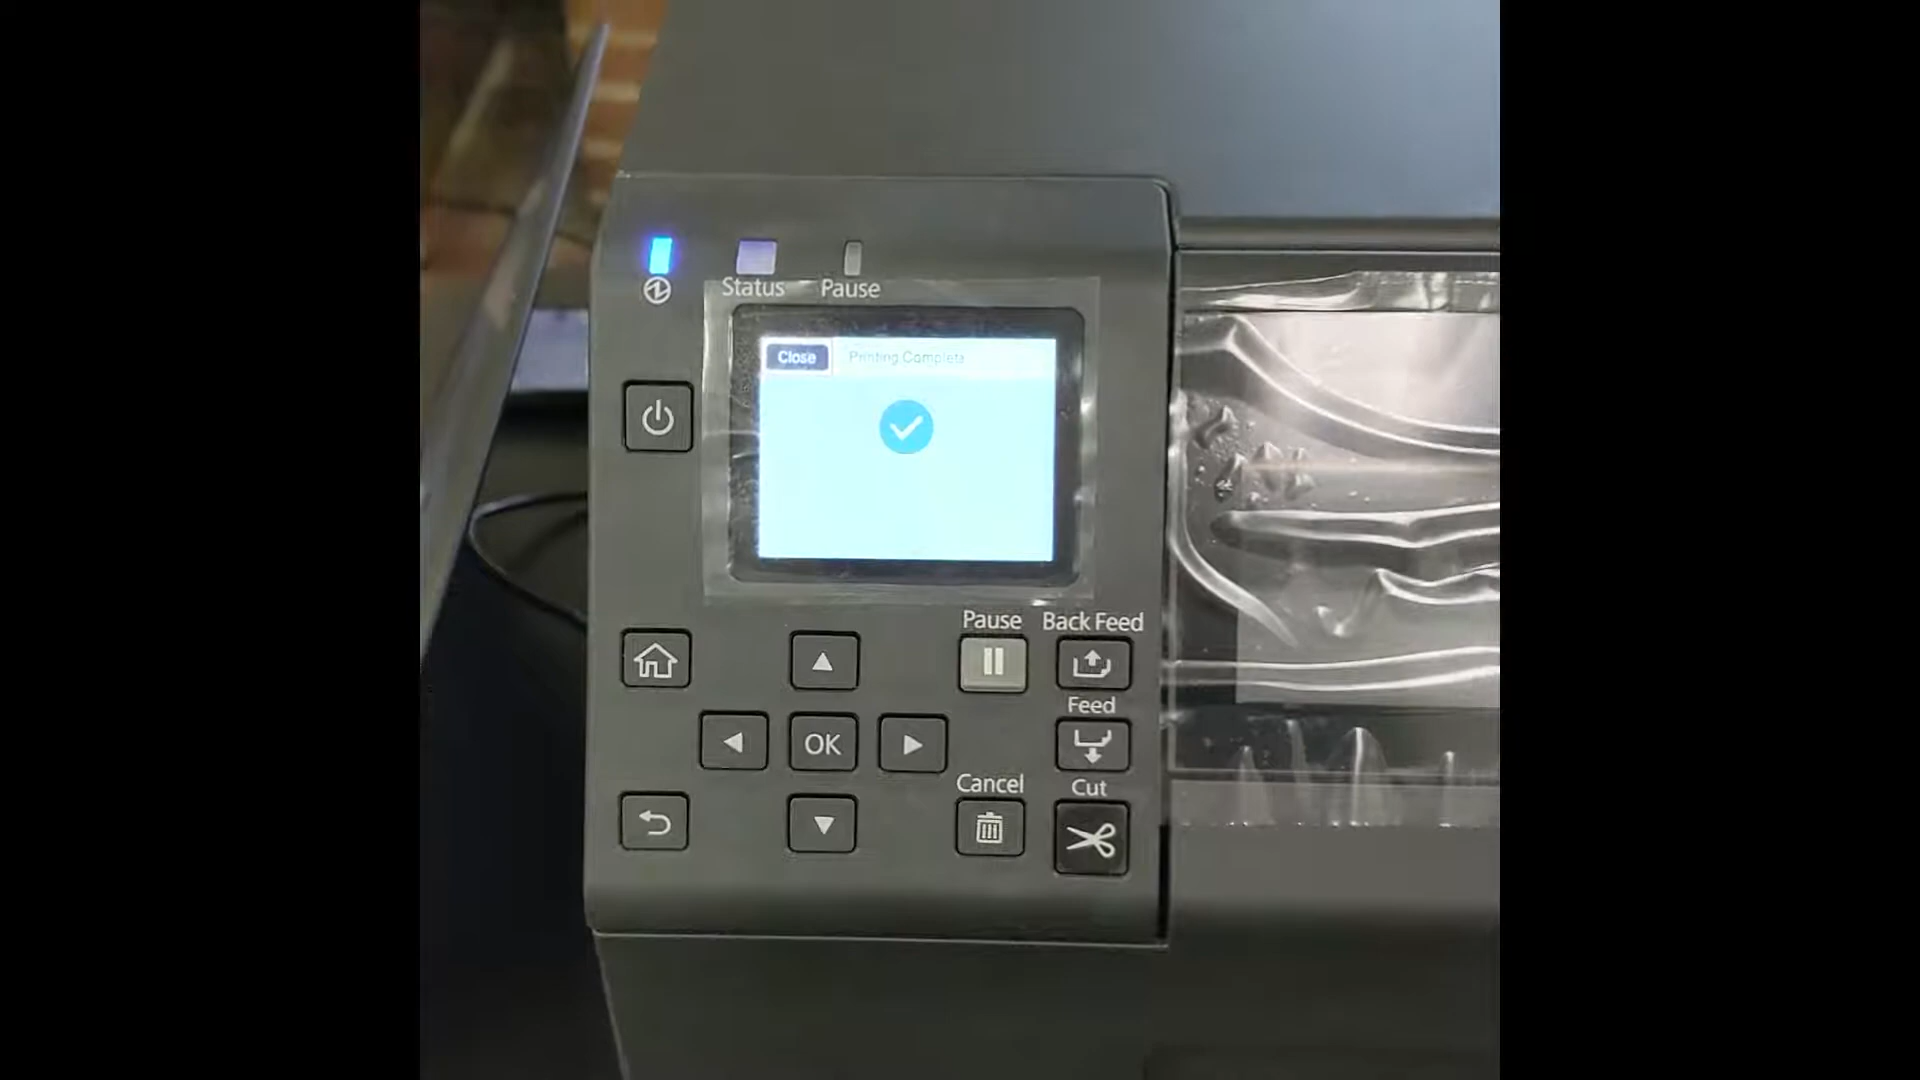 Status Pause
Close Printing Complete
Pause Back Feed
Feed
OK
Cancel Cut